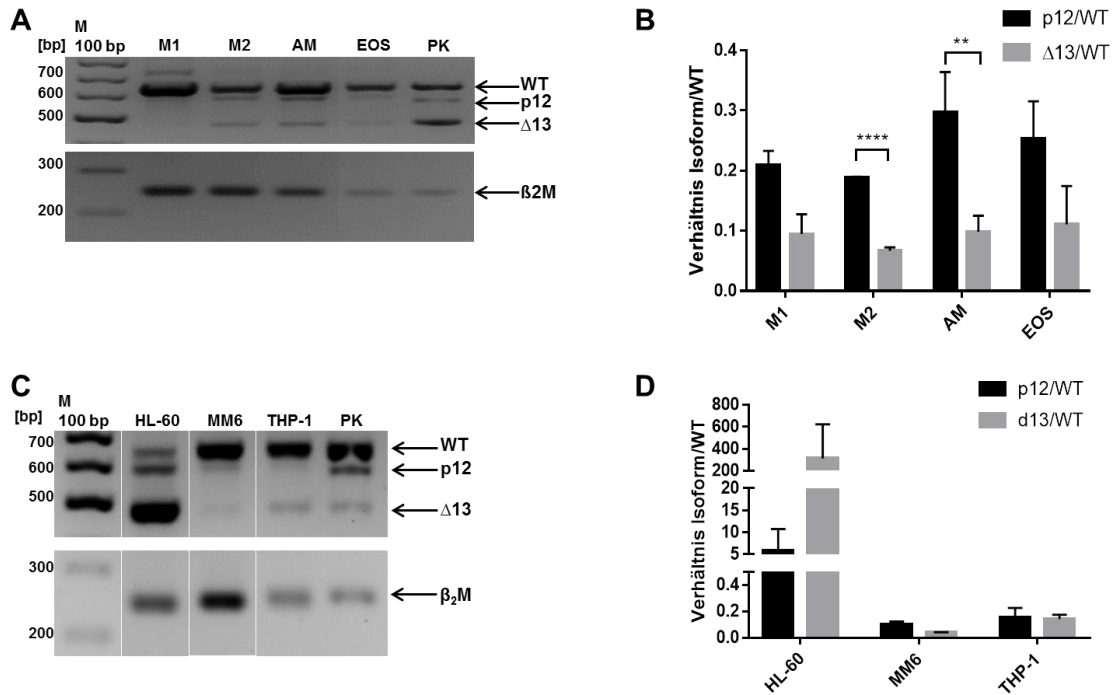 A
M
[bp] 100 bp M1 M2 AM EOS PK
700
600
500
WT
p12
Δ13
300
200
ß2M
B
p12/WT
Δ13/WT
Verhältnis Isoform/WT
0.4
0.3
0.2
0.1
0.0
**
****
M1 M2 AM EOS
C
M
[bp] 100 bp HL-60 MM6 THP-1 PK
700
600
500
WT
p12
Δ13
300
200
β₂M
D
p12/WT
d13/WT
Verhältnis Isoform/WT
800
600
400
200
20
15
10
5
0.4
0.2
0.0
HL-60 MM6 THP-1